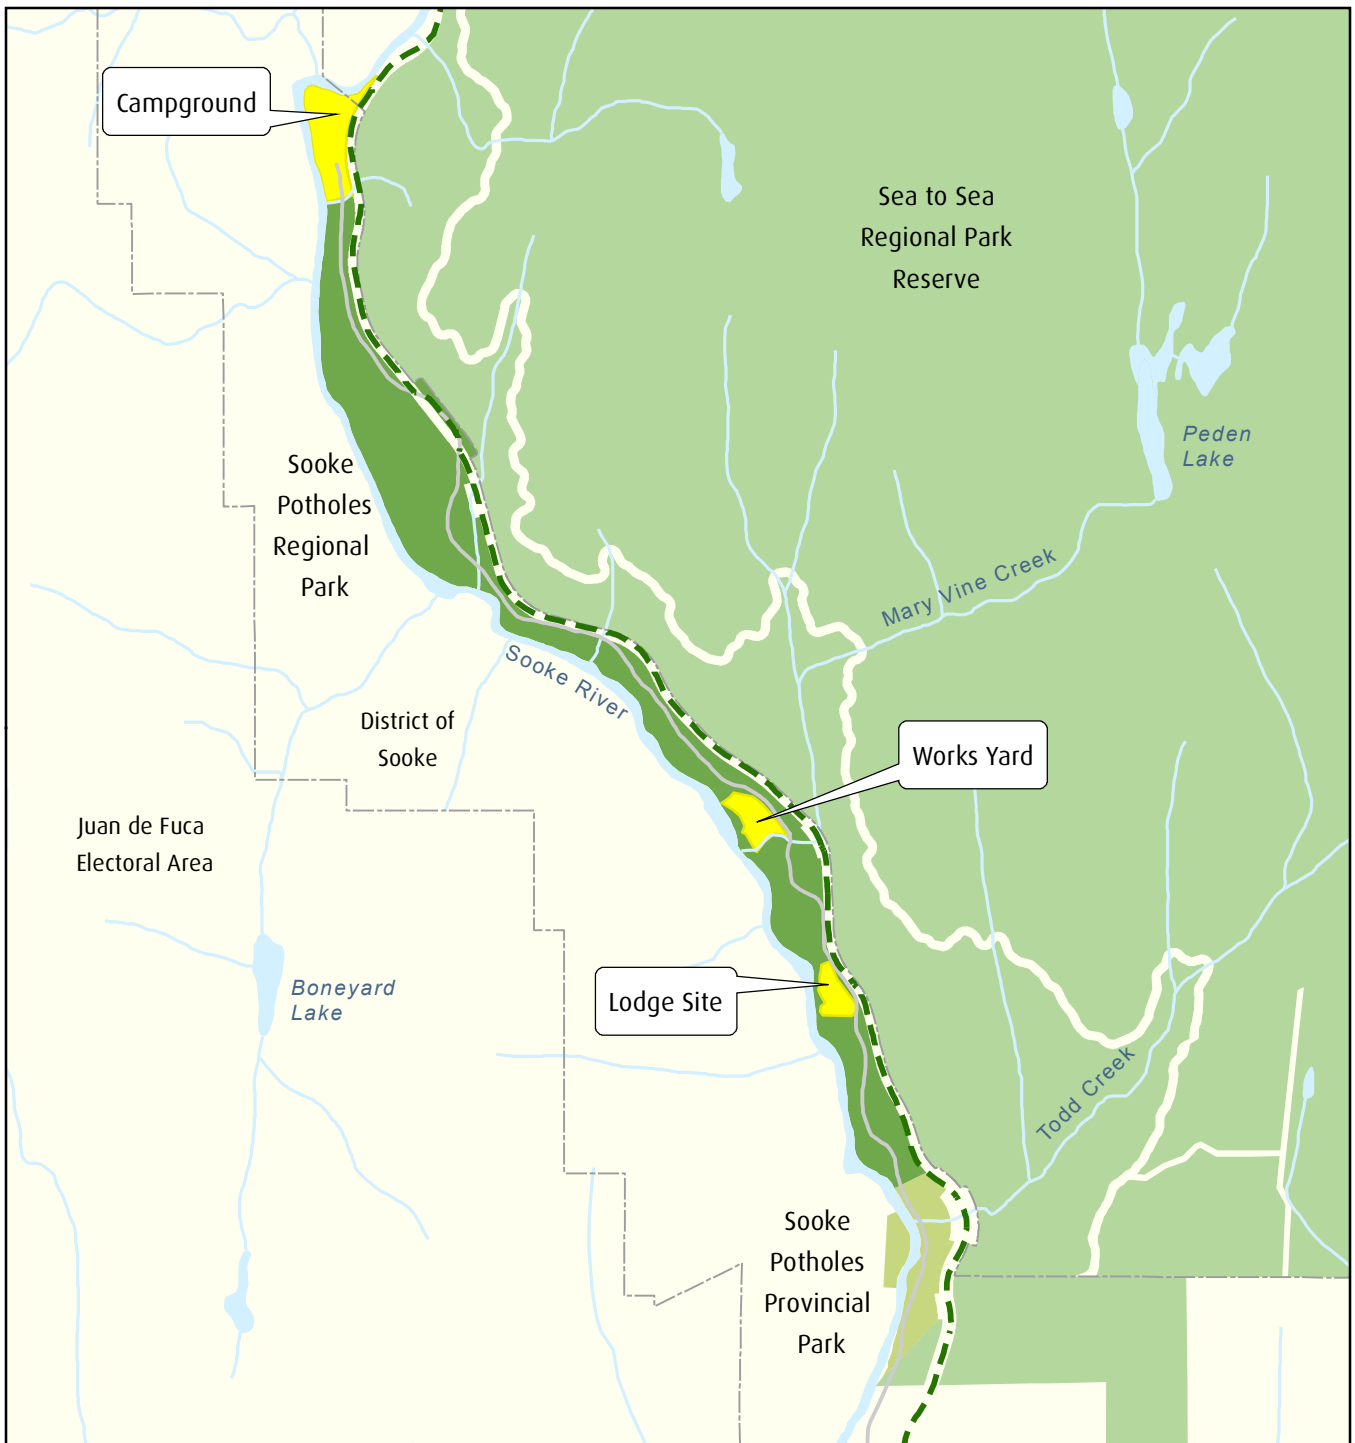 Campground
Sea to Sea
Regional Park
Reserve
Peden
Lake
Sooke
Potholes
Regional
Park
Mary Vine Creek
Sooke River
District of
Sooke
Works Yard
Juan de Fuca
Electoral Area
Boneyard
Lake
Lodge Site
Todd Creek
Sooke
Potholes
Provincial
Park